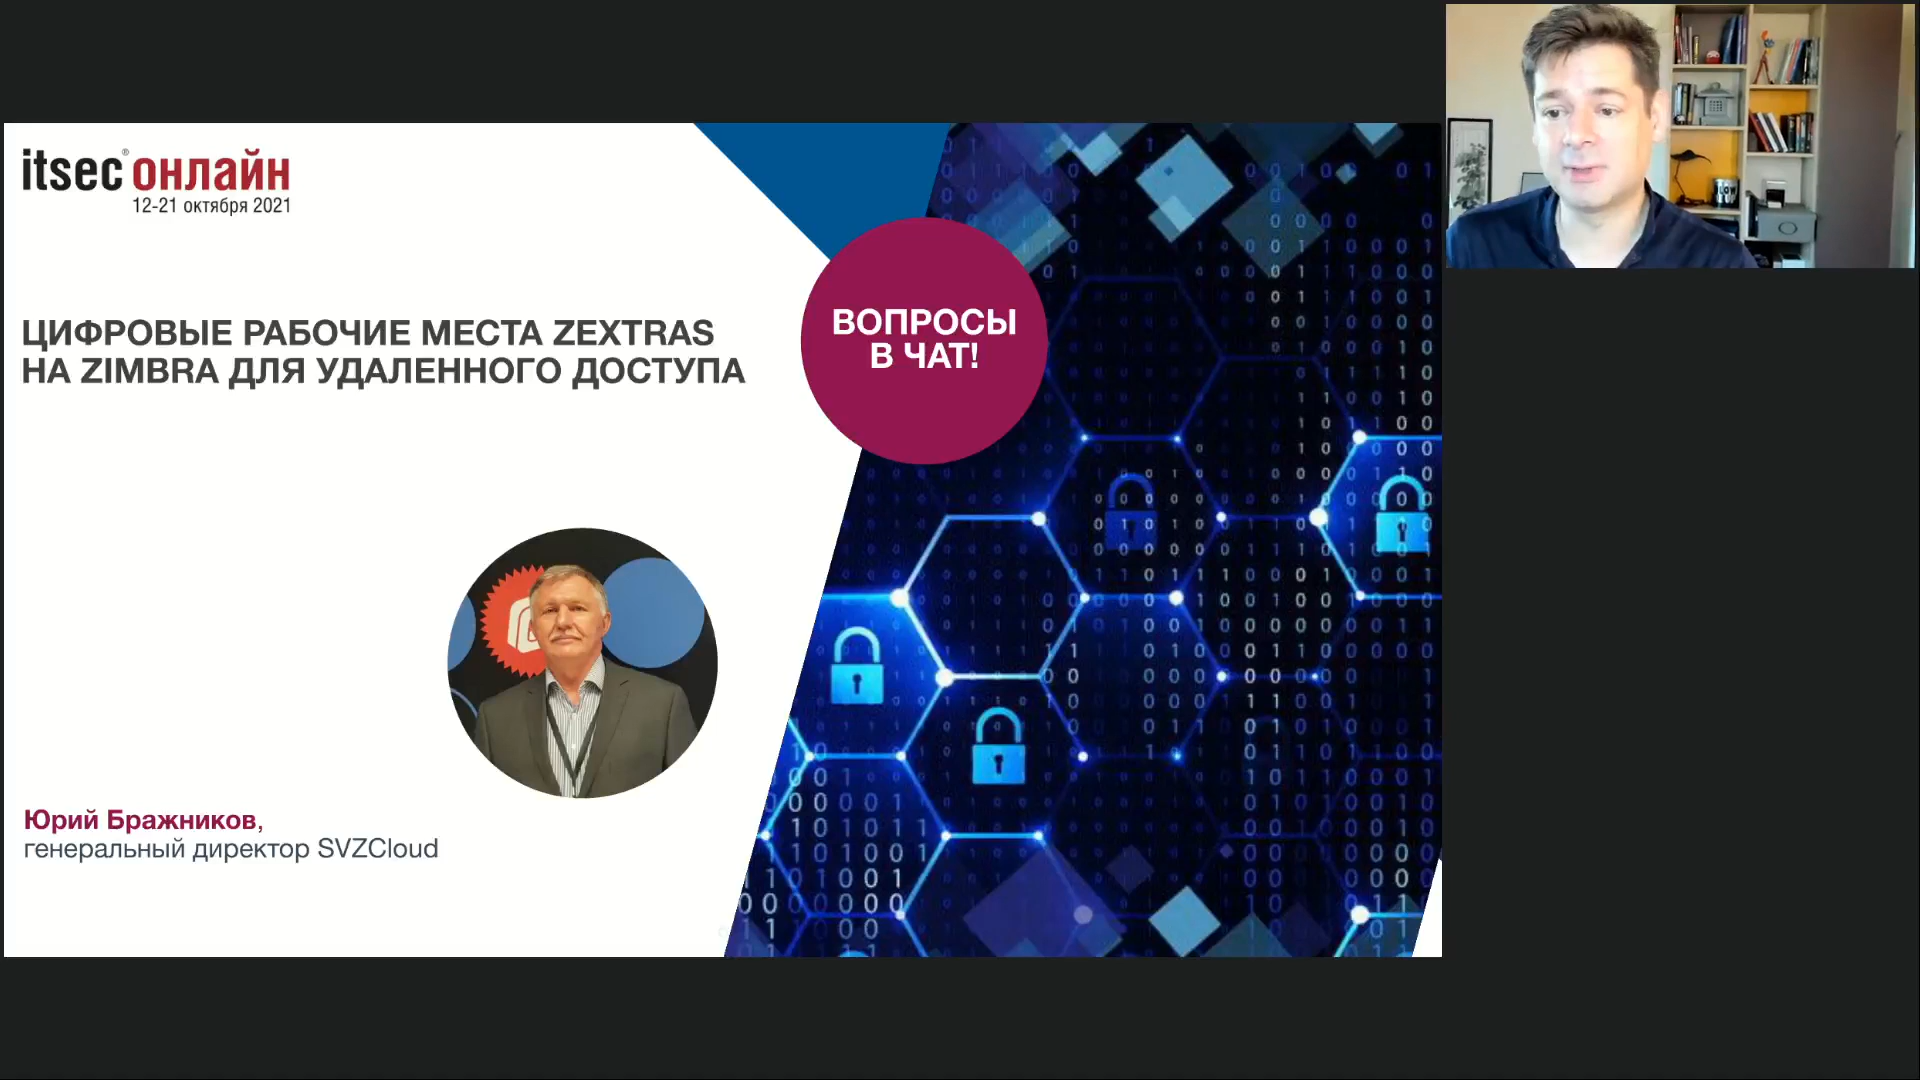 itsec® онлайн
12-21 октября 2021
ЦИФРОВЫЕ РАБОЧИЕ МЕСТА ZEXTRAS
НА ZIMBRA ДЛЯ УДАЛЕННОГО ДОСТУПА
ВОПРОСЫ
В ЧАТ!
Юрий Бражников,
генеральный директор SVZCloud